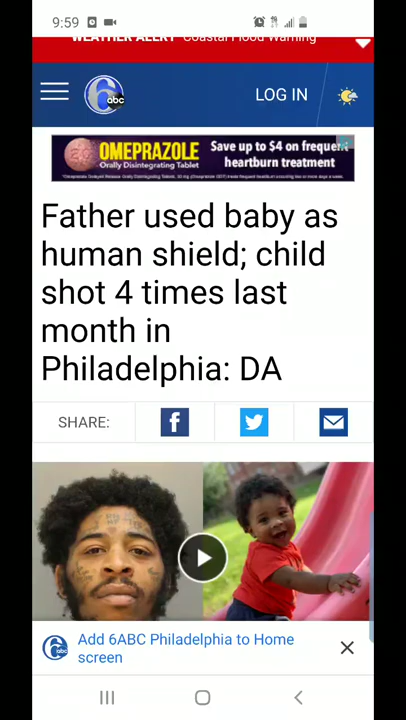 9:59
WEATHER ALERT Coastal Flood Warning
6abc
LOG IN
OMEPRAZOLE
Orally Disintegrating Tablet
Save up to $4 on frequent
heartburn treatment
Father used baby as
human shield; child
shot 4 times last
month in
Philadelphia: DA
SHARE:
Add 6ABC Philadelphia to Home
screen